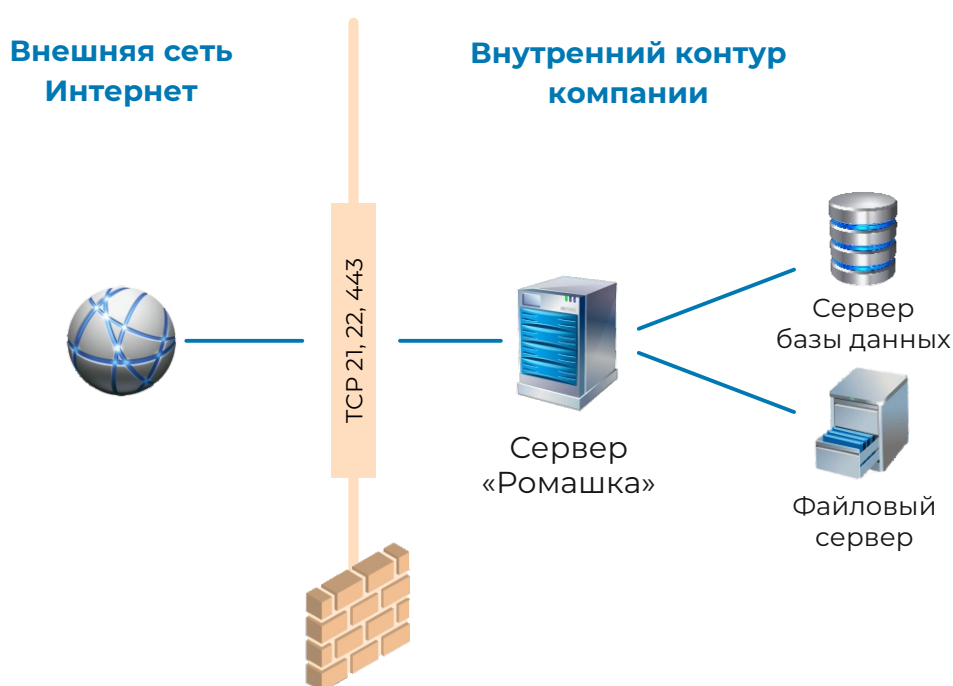 Внешняя сеть
Интернет
Внутренний контур
компании
TCP 21, 22, 443
Сервер
«Ромашка»
Сервер
базы данных
Файловый
сервер